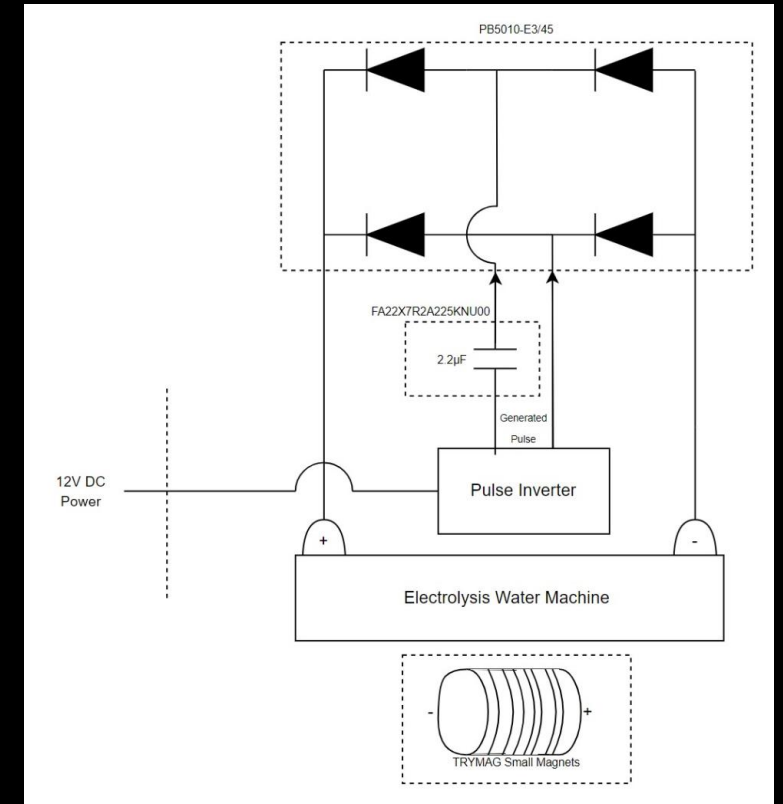 PB5010-E3/45
FA22X7R2A225KNU00
2.2µF
Generated
Pulse
12V DC
Power
Pulse Inverter
+
-
Electrolysis Water Machine
-
+
TRYMAG Small Magnets